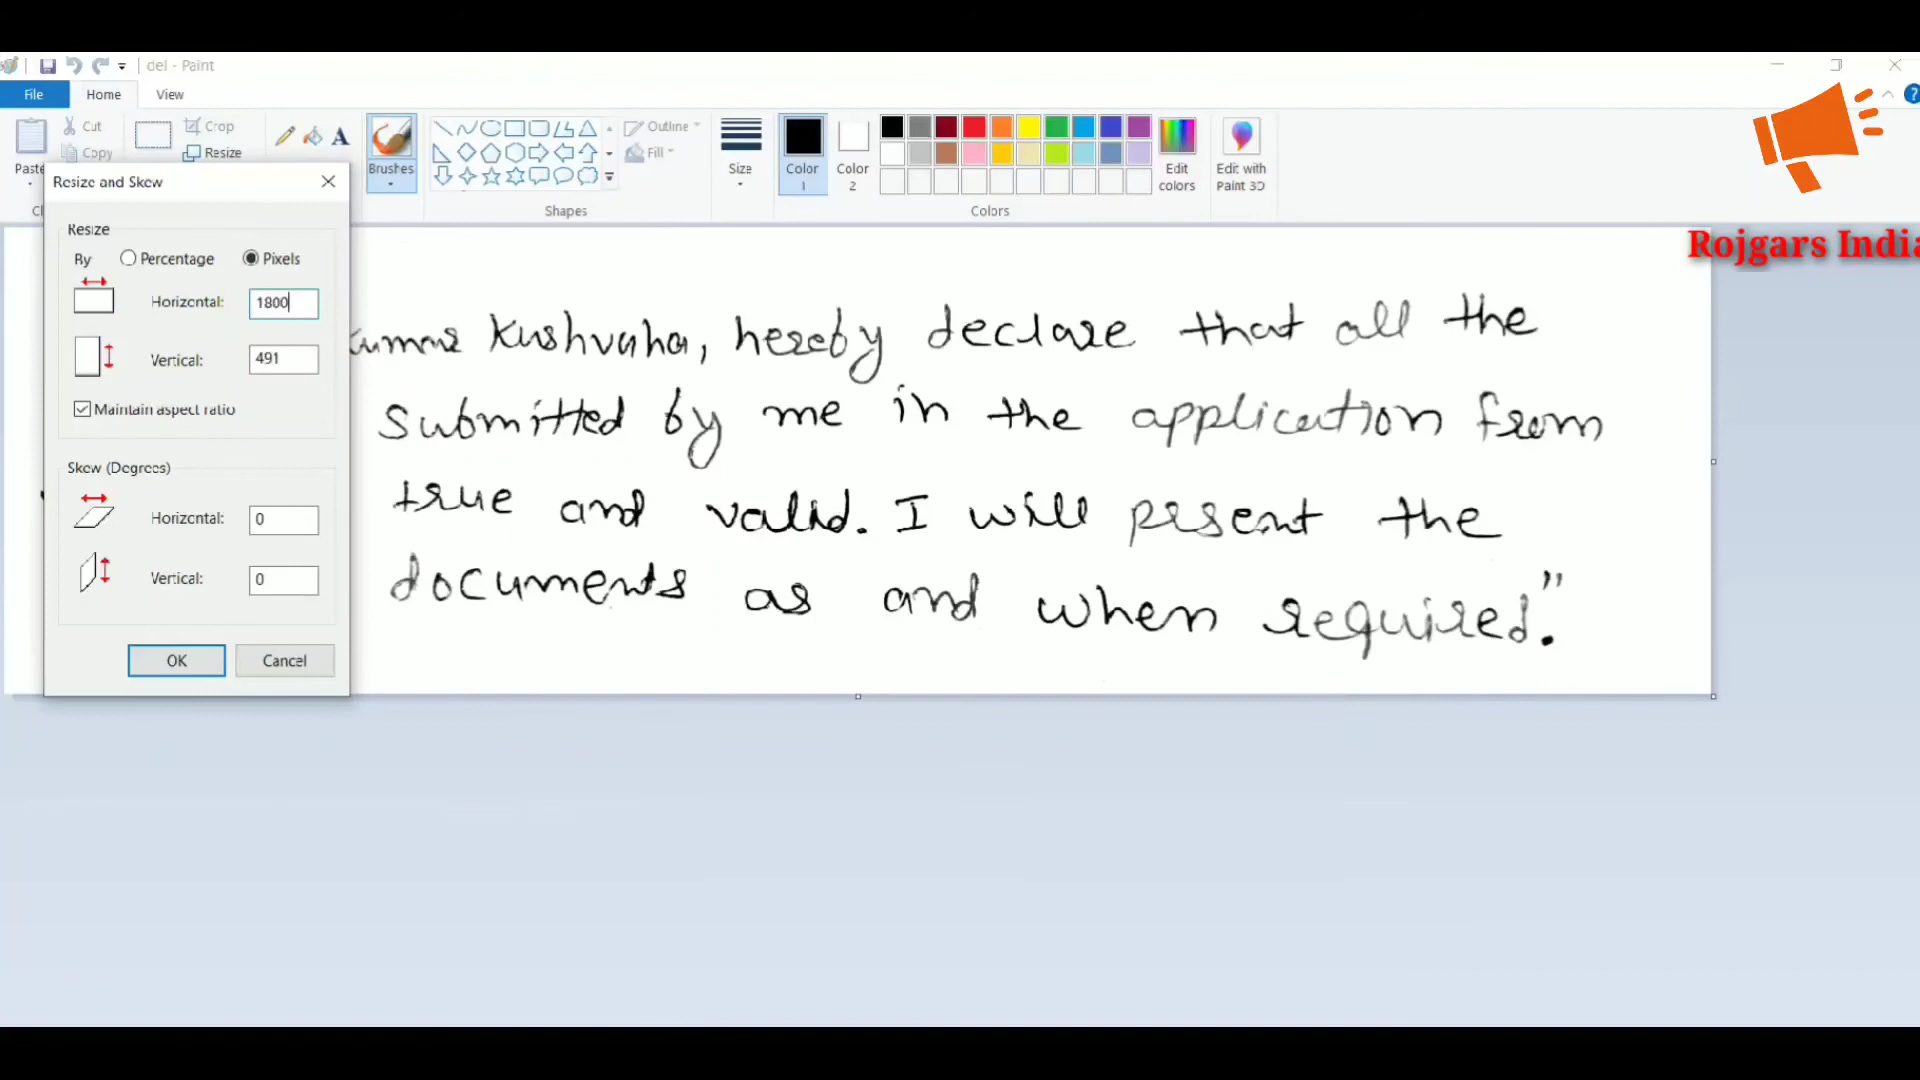 del - Paint
File Home View
Cut
Copy
Paste
Crop
Resize
Brushes
Outline
Fill
Shapes
Size
Color 1
Color 2
Edit colors
Edit with Paint 3D
Colors
Rojgars India
Resize and Skew
Resize
By Percentage Pixels
Horizontal: 1800
Vertical: 491
Maintain aspect ratio
Skew (Degrees)
Horizontal: 0
Vertical: 0
OK Cancel
Kushvaha, hereby declare that all the
submitted by me in the application from
true and valid. I will present the
documents as and when required."